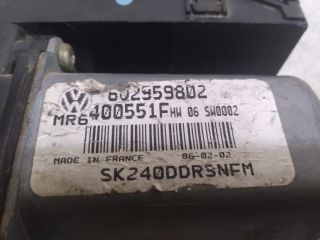 6Q2959802
400551F HW 06 SW0002
MR6
MADE IN FRANCE 06-02-02
SK240DDRSNFM